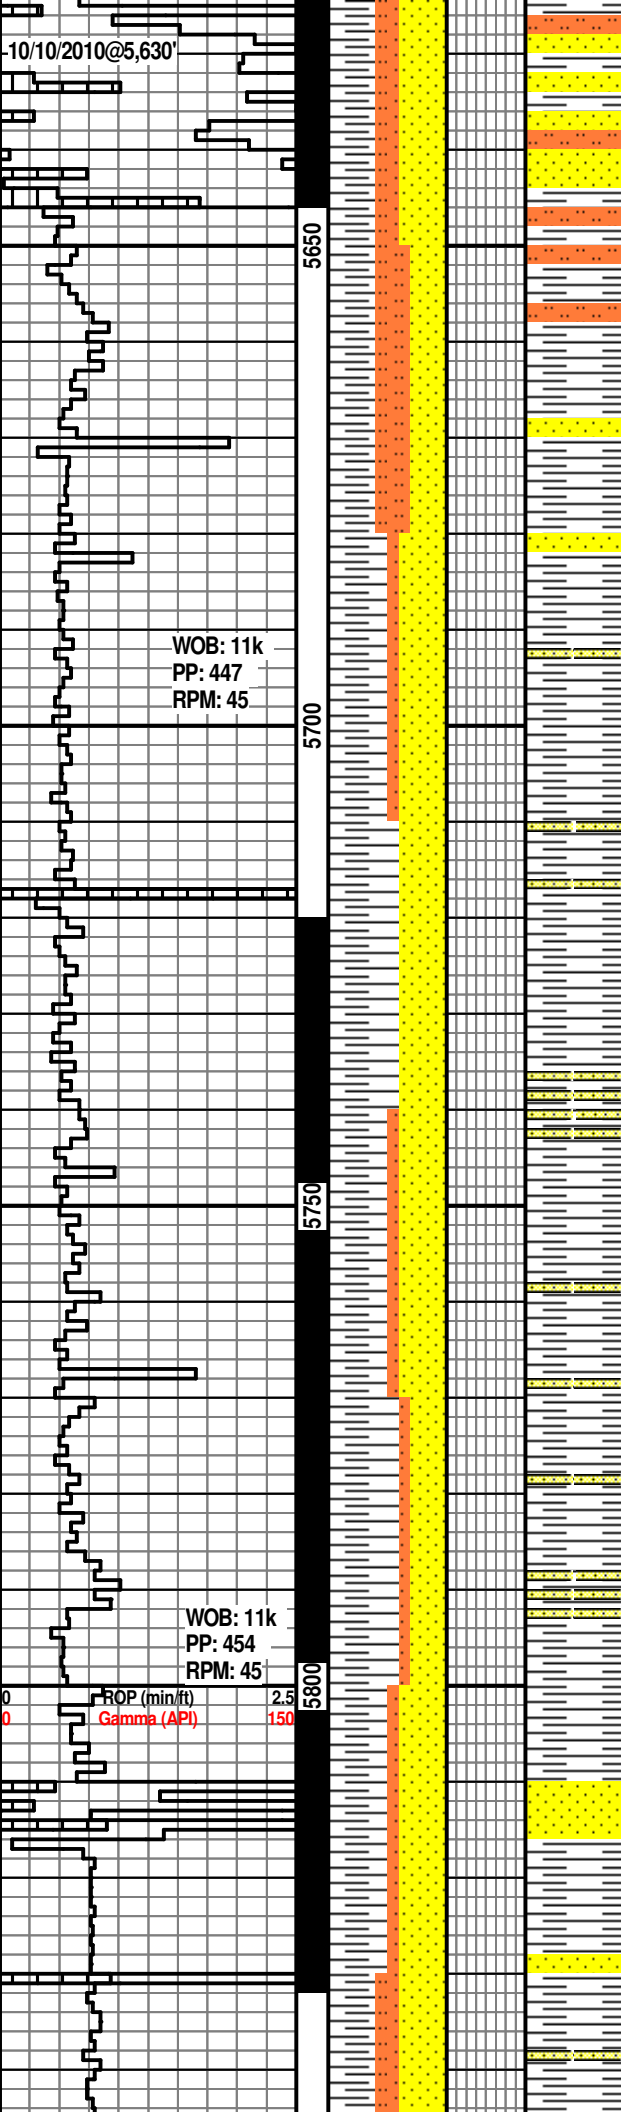 -10/10/2010@5,630'
5650
WOB: 11k
PP: 447
RPM: 45
5700
5750
WOB: 11k
PP: 454
RPM: 45
5800
0 ROP (min/ft) 2.5
0 Gamma (API) 150